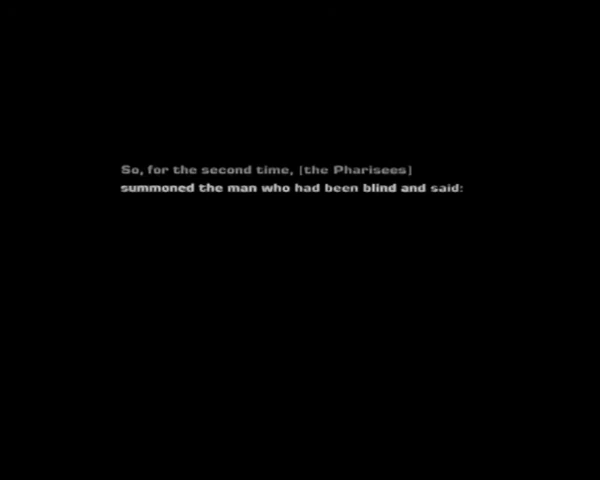 So, for the second time, [the Pharisees]
summoned the man who had been blind and said: